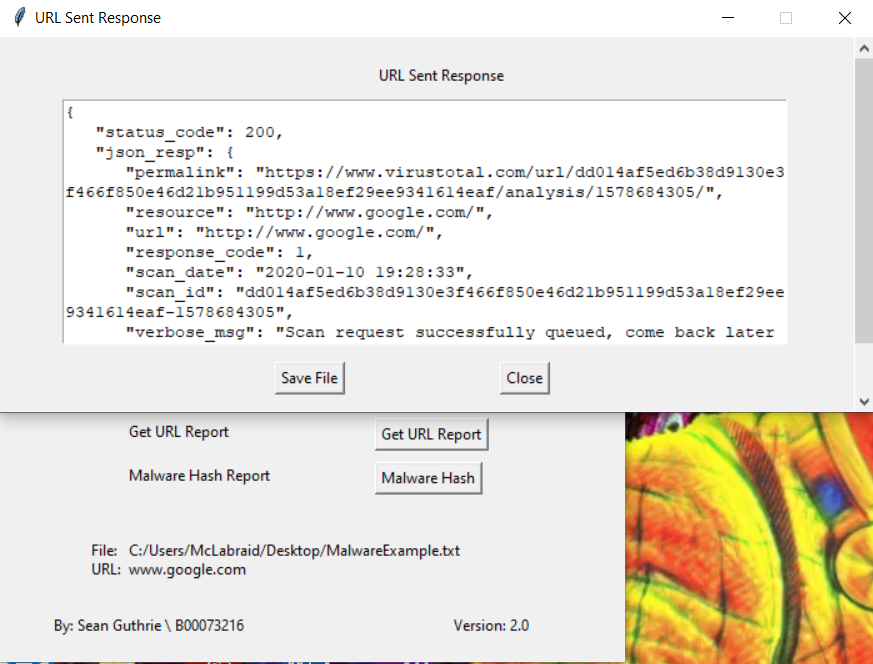 URL Sent Response
URL Sent Response
{
"status_code": 200,
"json_resp": {
"permalink": "https://www.virustotal.com/url/dd014af5ed6b38d9130e3
f466f850e46d21b951199d53a18ef29ee9341614eaf/analysis/1578684305/",
"resource": "http://www.google.com/",
"url": "http://www.google.com/",
"response_code": 1,
"scan_date": "2020-01-10 19:28:33",
"scan_id": "dd014af5ed6b38d9130e3f466f850e46d21b951199d53a18ef29ee
9341614eaf-1578684305",
"verbose_msg": "Scan request successfully queued, come back later
Save File Close
Get URL Report Get URL Report
Malware Hash Report Malware Hash
File: C:/Users/McLabraid/Desktop/MalwareExample.txt
URL: www.google.com
By: Sean Guthrie \ B00073216 Version: 2.0